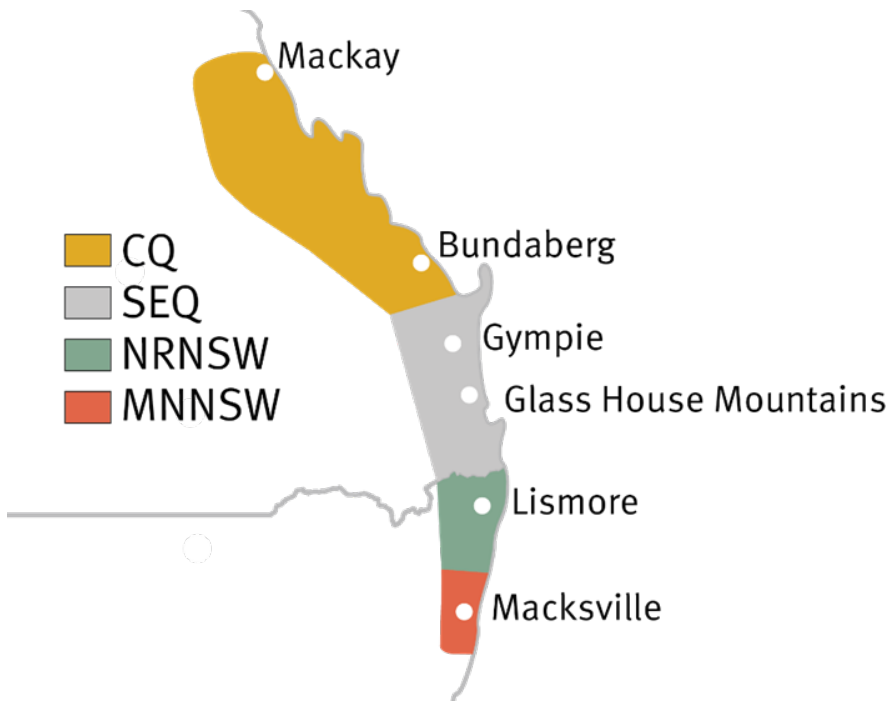 Mackay
Bundaberg
CQ
SEQ
NRNSW
MNNSW
Gympie
Glass House Mountains
Lismore
Macksville